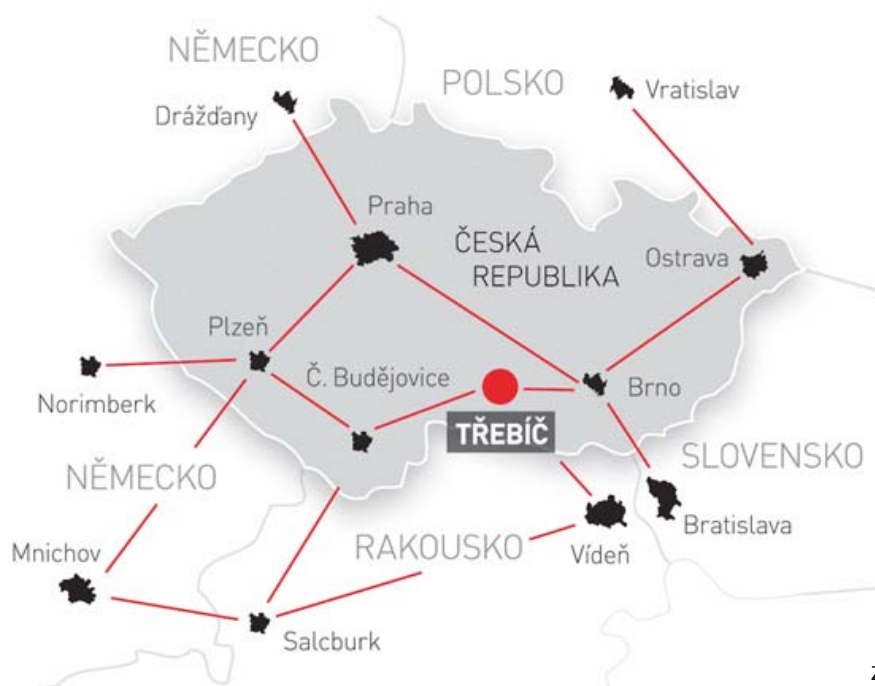 NĚMECKO
POLSKO
Drážďany
Vratislav
Praha
ČESKÁ
REPUBLIKA
Ostrava
Plzeň
Č. Budějovice
Norimberk
Brno
TŘEBÍČ
NĚMECKO
SLOVENSKO
Bratislava
Mnichov
RAKOUSKO
Vídeň
Salcburk